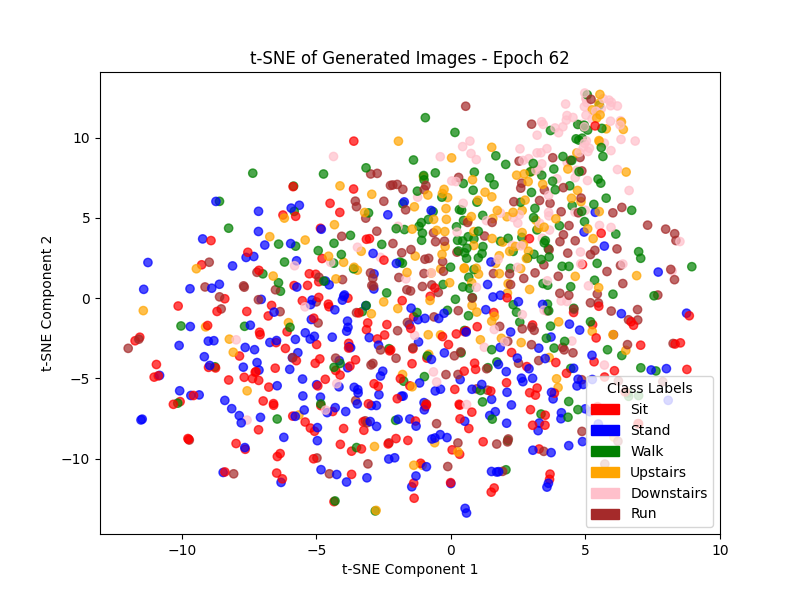 t-SNE of Generated Images - Epoch 62
t-SNE Component 2
10
5
0
−5
−10
−10
−5
0
5
10
t-SNE Component 1
Class Labels
Sit
Stand
Walk
Upstairs
Downstairs
Run